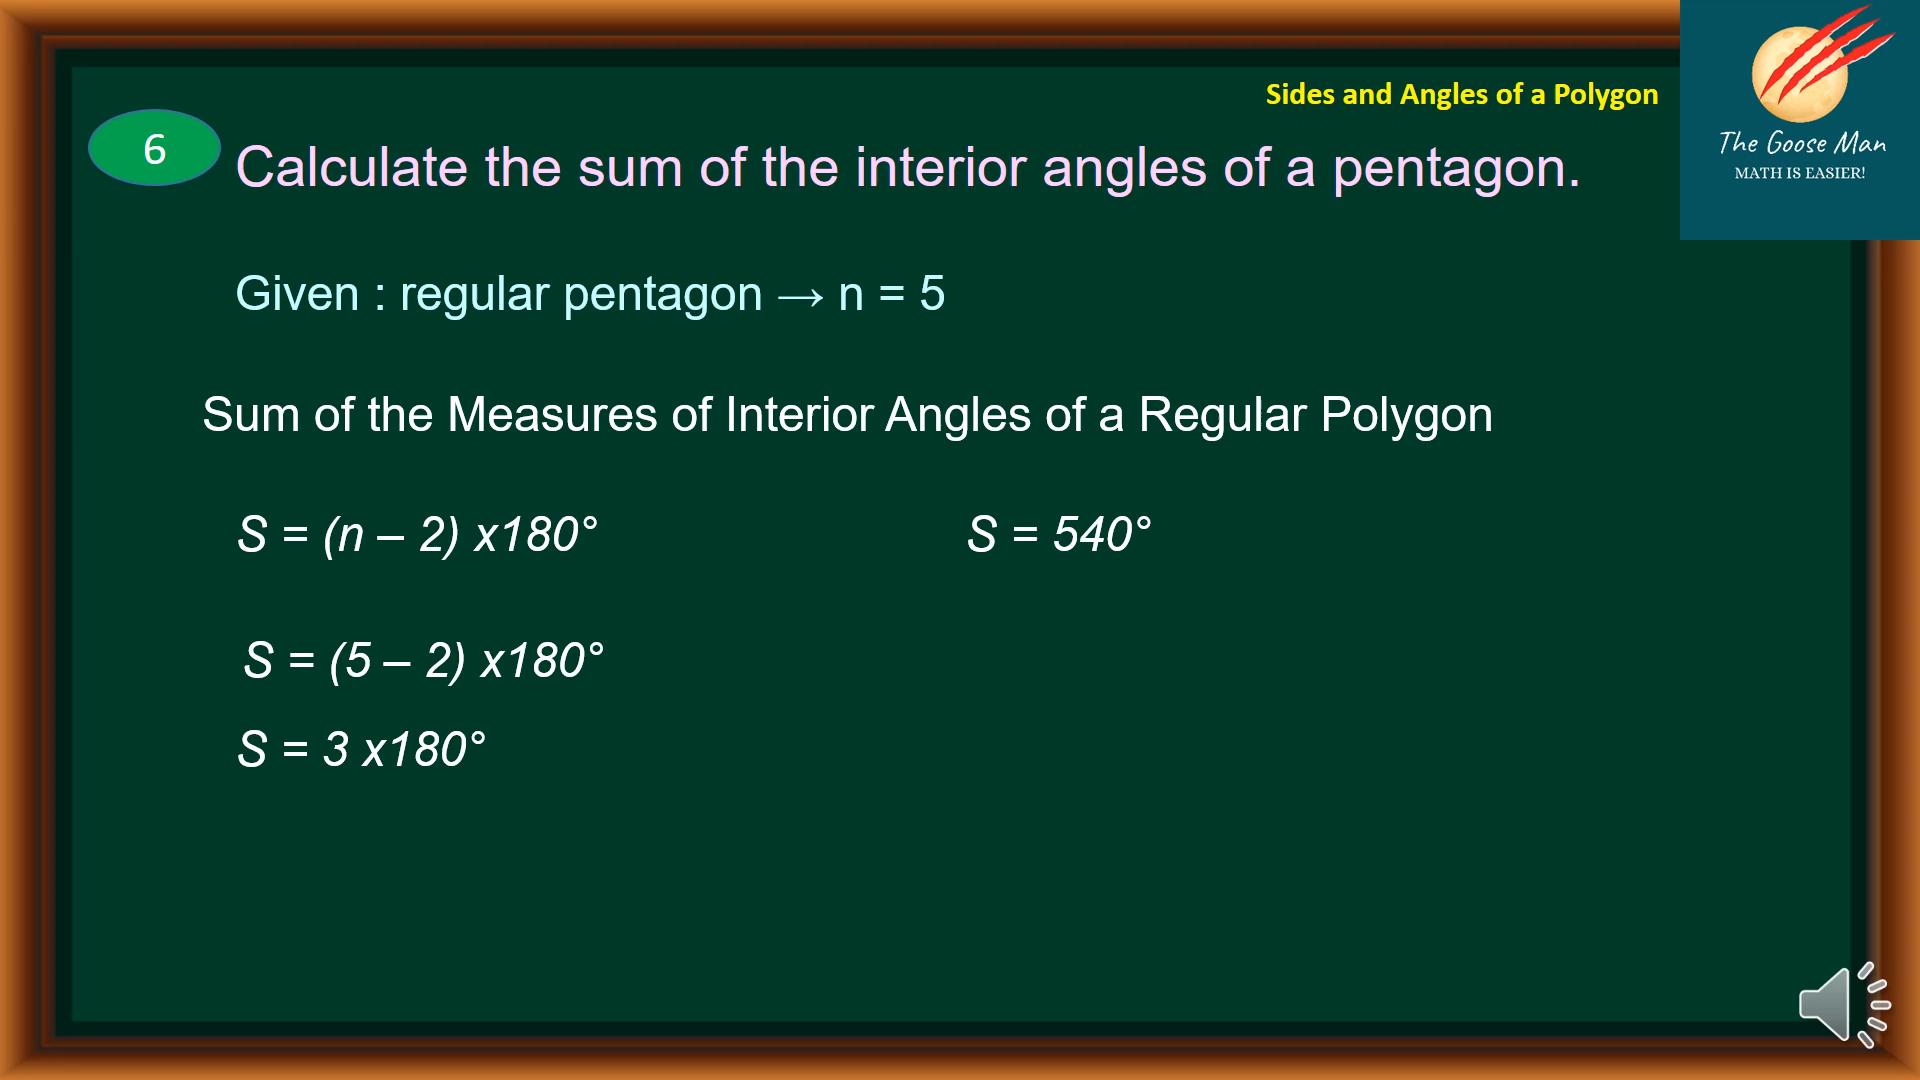 Sides and Angles of a Polygon
The Goose Man
MATH IS EASIER!
6
Calculate the sum of the interior angles of a pentagon.
Given : regular pentagon → n = 5
Sum of the Measures of Interior Angles of a Regular Polygon
S = (n – 2) x180°
S = (5 – 2) x180°
S = 3 x180°
S = 540°